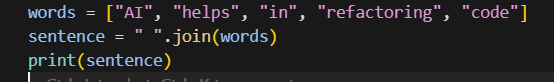 words = ["AI", "helps", "in", "refactoring", "code"]
sentence = " ".join(words)
print(sentence)